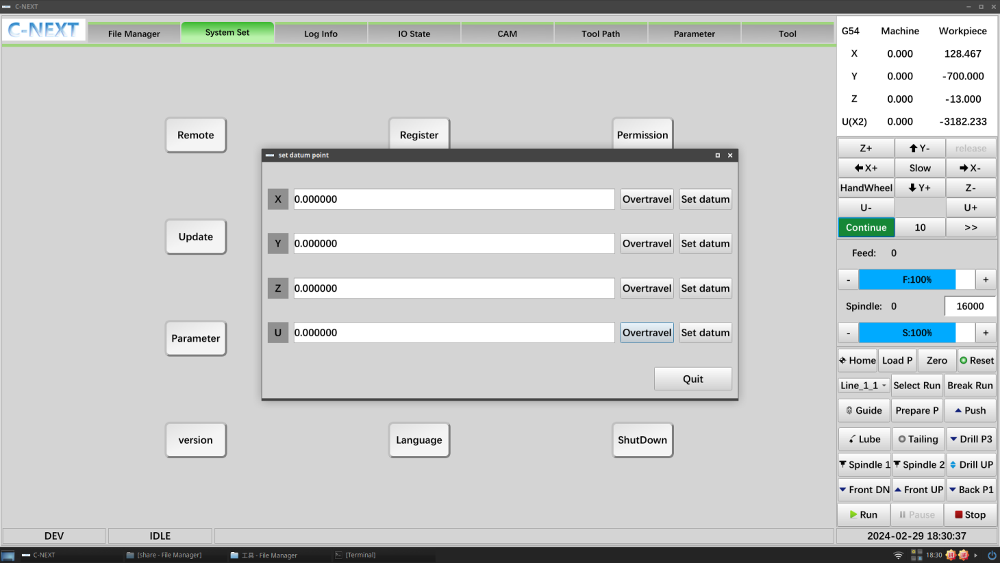 C-NEXT
C-NEXT
File Manager
System Set
Log Info
IO State
CAM
Tool Path
Parameter
Tool
G54 Machine Workpiece
X 0.000 128.467
Y 0.000 -700.000
Z 0.000 -13.000
U(X2) 0.000 -3182.233
Remote
Register
Permission
Update
Parameter
version
Language
ShutDown
set datum point
X 0.000000 Overtravel Set datum
Y 0.000000 Overtravel Set datum
Z 0.000000 Overtravel Set datum
U 0.000000 Overtravel Set datum
Quit
Z+ Y- release
X+ Slow X-
HandWheel Y+ Z-
U- U+
Continue 10 >>
Feed: 0
- F:100% +
Spindle: 0 16000
- S:100% +
Home Load P Zero Reset
Line_1_1 Select Run Break Run
Guide Prepare P Push
Lube Tailing Drill P3
Spindle 1 Spindle 2 Drill UP
Front DN Front UP Back P1
Run Pause Stop
DEV
IDLE
2024-02-29 18:30:37
C-NEXT
[share - File Manager]
工具 - File Manager
[Terminal]
18:30
拼 拼